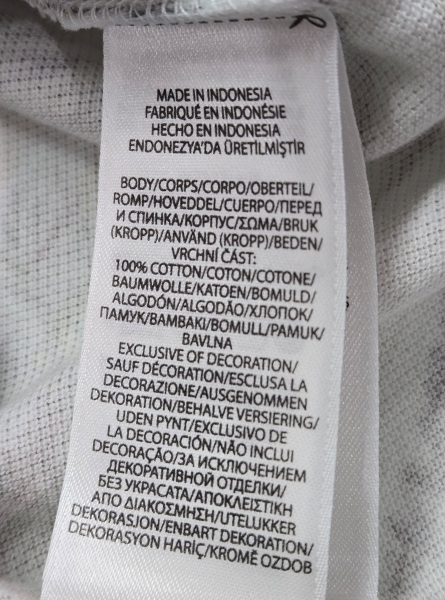 MADE IN INDONESIA
FABRIQUÉ EN INDONÉSIE
HECHO EN INDONESIA
ENDONEZYA'DA ÜRETİLMİŞTİR
BODY/CORPS/CORPO/OBERTEIL/
ROMP/HOVEDDEL/CUERPO/ПЕРЕД
И СПИНКА/КОРПУС/ΣΩΜΑ/BRUK
(KROPP)/ANVÄND (KROPP)/BEDEN/
VRCHNÍ ČÁST:
100% COTTON/COTON/COTONE/
BAUMWOLLE/KATOEN/BOMULD/
ALGODÓN/ALGODÃO/ХЛОПОК/
ПАМУК/ΒΑΜΒΑΚΙ/BOMULL/PAMUK/
BAVLNA
EXCLUSIVE OF DECORATION/
SAUF DÉCORATION/ESCLUSA LA
DECORAZIONE/AUSGENOMMEN
DEKORATION/BEHALVE VERSIERING/
UDEN PYNT/EXCLUSIVO DE
LA DECORACIÓN/NÃO INCLUI
DECORAÇÃO/ЗА ИСКЛЮЧЕНИЕМ
ДЕКОРАТИВНОЙ ОТДЕЛКИ/
БЕЗ УКРАСАТА/ΑΠΟΚΛΕΙΣΤΙΚΗ
ΑΠΟ ΔΙΑΚΟΣΜΗΣΗ/UTELUKKER
DEKORASJON/ENBART DEKORATION/
DEKORASYON HARİÇ/KROMĚ OZDOB